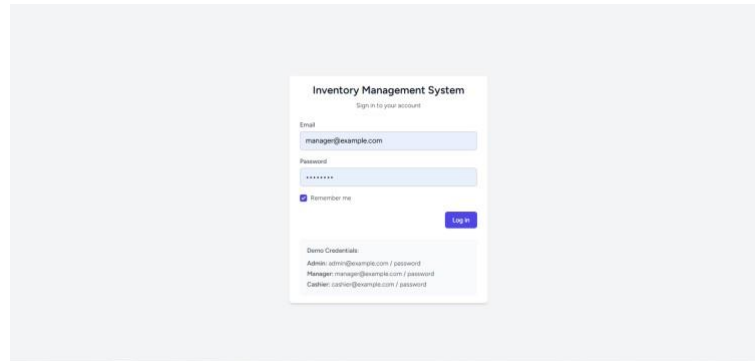 Inventory Management System
Sign in to your account
Email
manager@example.com
Password
••••••••
Remember me
Log in
Demo Credentials:
Admin: admin@example.com / password
Manager: manager@example.com / password
Cashier: cashier@example.com / password